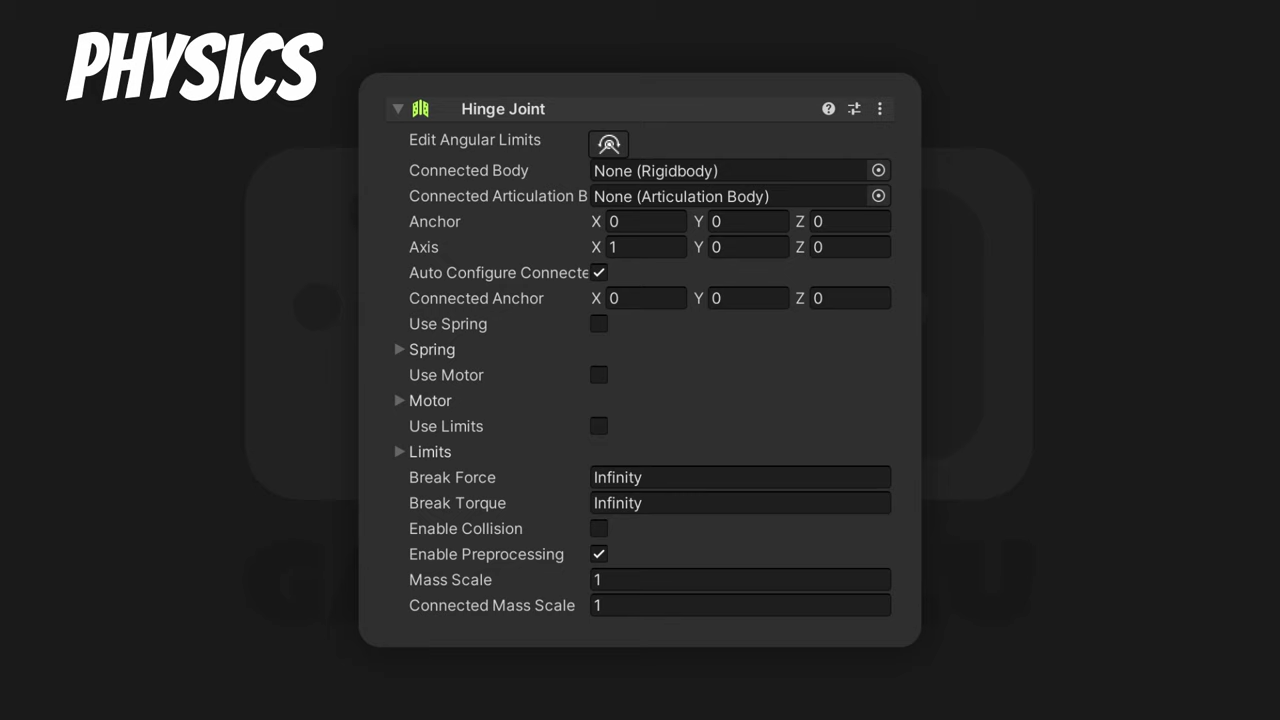 PHYSICS
Hinge Joint
Edit Angular Limits
Connected Body None (Rigidbody)
Connected Articulation B None (Articulation Body)
Anchor X 0 Y 0 Z 0
Axis X 1 Y 0 Z 0
Auto Configure Connecte
Connected Anchor X 0 Y 0 Z 0
Use Spring
Spring
Use Motor
Motor
Use Limits
Limits
Break Force Infinity
Break Torque Infinity
Enable Collision
Enable Preprocessing
Mass Scale 1
Connected Mass Scale 1